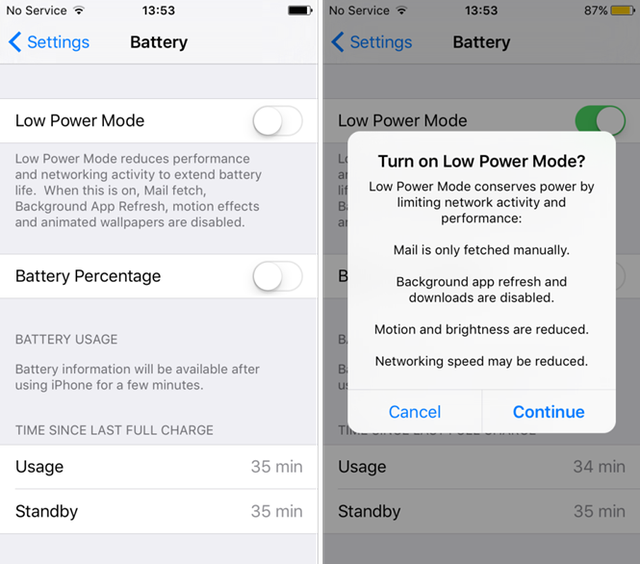 No Service 13:53
Settings Battery
Low Power Mode
Low Power Mode reduces performance
and networking activity to extend battery
life.  When this is on, Mail fetch,
Background App Refresh, motion effects
and animated wallpapers are disabled.
Battery Percentage
BATTERY USAGE
Battery information will be available after
using iPhone for a few minutes.
TIME SINCE LAST FULL CHARGE
Usage 35 min
Standby 35 min
No Service 13:53 87%
Settings Battery
Low Power Mode
Turn on Low Power Mode?
Low Power Mode conserves power by
limiting network activity and
performance:
Mail is only fetched manually.
Background app refresh and
downloads are disabled.
Motion and brightness are reduced.
Networking speed may be reduced.
Cancel Continue
Usage 34 min
Standby 35 min